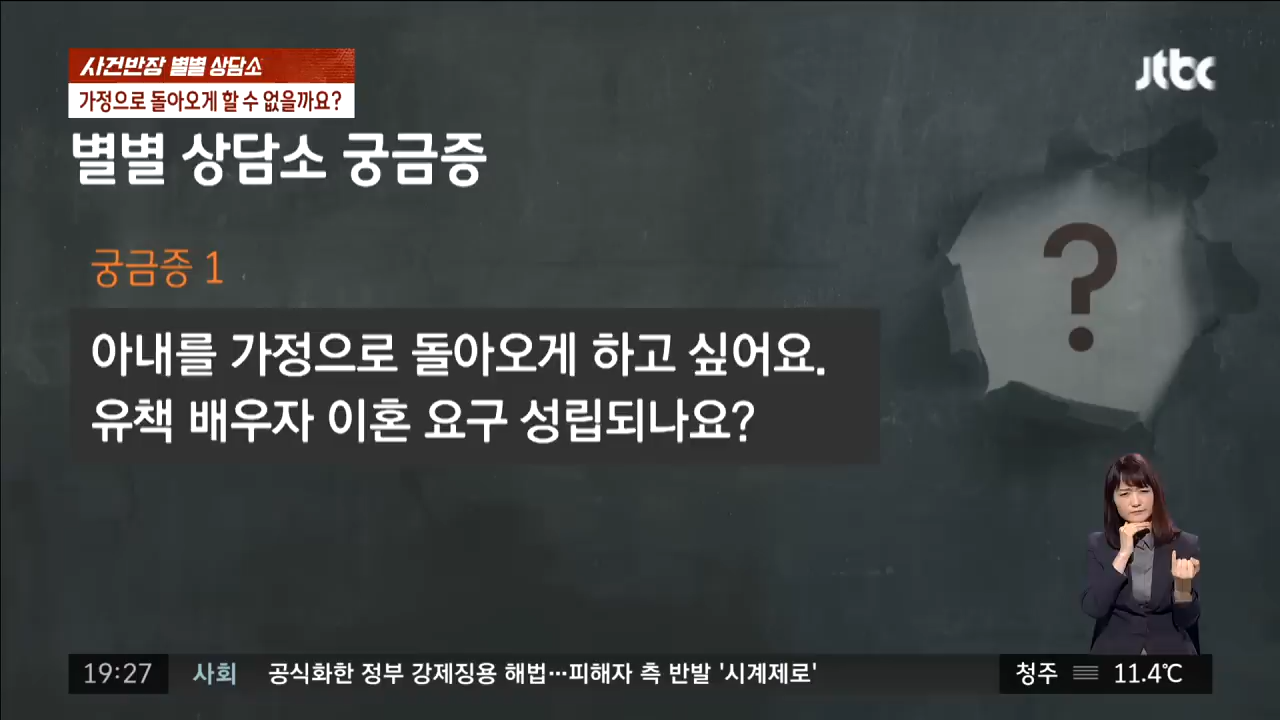 사건반장 별별 상담소
jtbc
가정으로 돌아오게 할 수 없을까요?
별별 상담소 궁금증
궁금증 1
?
아내를 가정으로 돌아오게 하고 싶어요.
유책 배우자 이혼 요구 성립되나요?
19:27 사회 공식화한 정부 강제징용 해법…피해자 측 반발 '시계제로' 청주 11.4℃